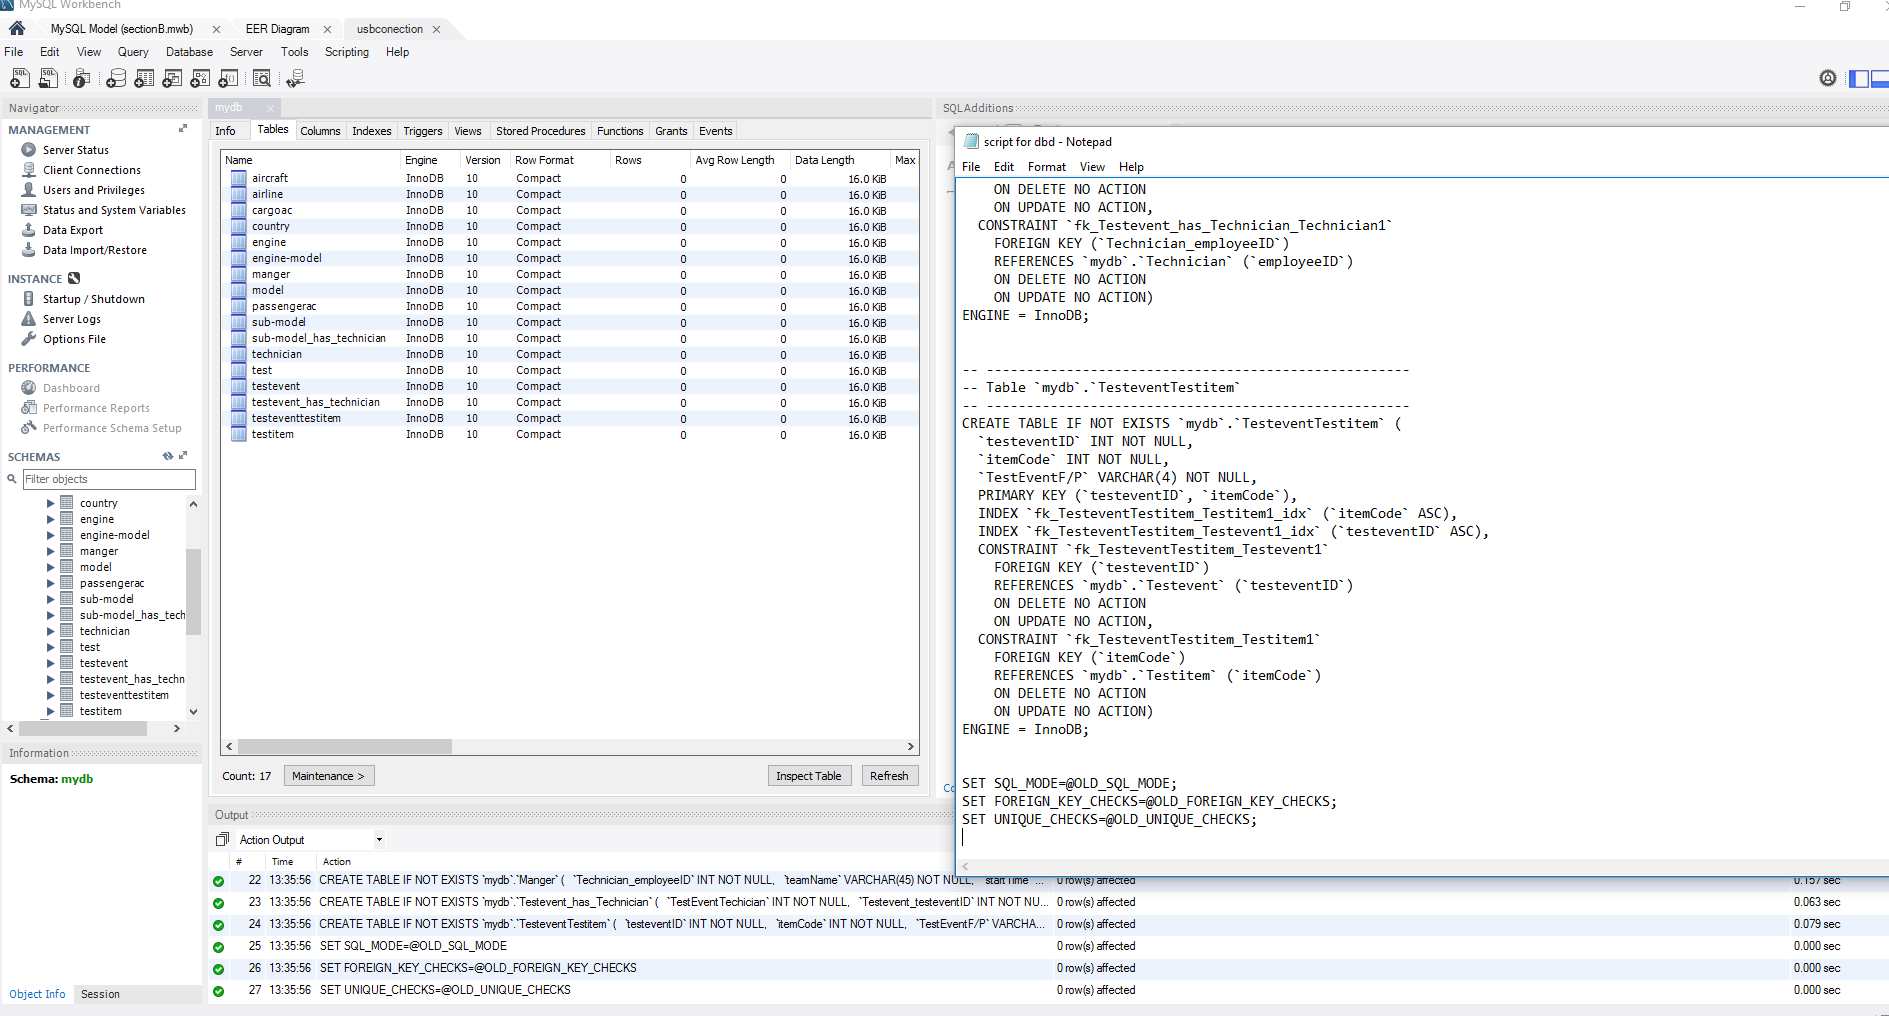 MySQL Workbench
MySQL Model (sectionB.mwb)
EER Diagram
usbconection
File Edit View Query Database Server Tools Scripting Help
Navigator
MANAGEMENT
Server Status
Client Connections
Users and Privileges
Status and System Variables
Data Export
Data Import/Restore
INSTANCE
Startup / Shutdown
Server Logs
Options File
PERFORMANCE
Dashboard
Performance Reports
Performance Schema Setup
SCHEMAS
Filter objects
country
engine
engine-model
manger
model
passengerac
sub-model
sub-model_has_tech
technician
test
testevent
testevent_has_techn
testeventtestitem
testitem
Information
Schema: mydb
Object Info Session
mydb
Info Tables Columns Indexes Triggers Views Stored Procedures Functions Grants Events
Name Engine Version Row Format Rows Avg Row Length Data Length Max
aircraft InnoDB 10 Compact 0 0 16.0 KiB
airline InnoDB 10 Compact 0 0 16.0 KiB
cargoac InnoDB 10 Compact 0 0 16.0 KiB
country InnoDB 10 Compact 0 0 16.0 KiB
engine InnoDB 10 Compact 0 0 16.0 KiB
engine-model InnoDB 10 Compact 0 0 16.0 KiB
manger InnoDB 10 Compact 0 0 16.0 KiB
model InnoDB 10 Compact 0 0 16.0 KiB
passengerac InnoDB 10 Compact 0 0 16.0 KiB
sub-model InnoDB 10 Compact 0 0 16.0 KiB
sub-model_has_technician InnoDB 10 Compact 0 0 16.0 KiB
technician InnoDB 10 Compact 0 0 16.0 KiB
test InnoDB 10 Compact 0 0 16.0 KiB
testevent InnoDB 10 Compact 0 0 16.0 KiB
testevent_has_technician InnoDB 10 Compact 0 0 16.0 KiB
testeventtestitem InnoDB 10 Compact 0 0 16.0 KiB
testitem InnoDB 10 Compact 0 0 16.0 KiB
Count: 17 Maintenance > Inspect Table Refresh
SQLAdditions
script for dbd - Notepad
File Edit Format View Help
ON DELETE NO ACTION
ON UPDATE NO ACTION,
CONSTRAINT `fk_Testevent_has_Technician_Technician1`
FOREIGN KEY (`Technician_employeeID`)
REFERENCES `mydb`.`Technician` (`employeeID`)
ON DELETE NO ACTION
ON UPDATE NO ACTION)
ENGINE = InnoDB;
-- -----------------------------------------------------
-- Table `mydb`.`TesteventTestitem`
-- -----------------------------------------------------
CREATE TABLE IF NOT EXISTS `mydb`.`TesteventTestitem` (
`testeventID` INT NOT NULL,
`itemCode` INT NOT NULL,
`TestEventF/P` VARCHAR(4) NOT NULL,
PRIMARY KEY (`testeventID`, `itemCode`),
INDEX `fk_TesteventTestitem_Testitem1_idx` (`itemCode` ASC),
INDEX `fk_TesteventTestitem_Testevent1_idx` (`testeventID` ASC),
CONSTRAINT `fk_TesteventTestitem_Testevent1`
FOREIGN KEY (`testeventID`)
REFERENCES `mydb`.`Testevent` (`testeventID`)
ON DELETE NO ACTION
ON UPDATE NO ACTION,
CONSTRAINT `fk_TesteventTestitem_Testitem1`
FOREIGN KEY (`itemCode`)
REFERENCES `mydb`.`Testitem` (`itemCode`)
ON DELETE NO ACTION
ON UPDATE NO ACTION)
ENGINE = InnoDB;
SET SQL_MODE=@OLD_SQL_MODE;
SET FOREIGN_KEY_CHECKS=@OLD_FOREIGN_KEY_CHECKS;
SET UNIQUE_CHECKS=@OLD_UNIQUE_CHECKS;
Output
Action Output
# Time Action
22 13:35:56 CREATE TABLE IF NOT EXISTS `mydb`.`Manger` ( `Technician_employeeID` INT NOT NULL, `teamName` VARCHAR(45) NOT NULL, `startTime` ... 0 row(s) affected 0.157 sec
23 13:35:56 CREATE TABLE IF NOT EXISTS `mydb`.`Testevent_has_Technician` ( `TestEventTechician` INT NOT NULL, `Testevent_testeventID` INT NOT NU... 0 row(s) affected 0.063 sec
24 13:35:56 CREATE TABLE IF NOT EXISTS `mydb`.`TesteventTestitem` ( `testeventID` INT NOT NULL, `itemCode` INT NOT NULL, `TestEventF/P` VARCHA... 0 row(s) affected 0.079 sec
25 13:35:56 SET SQL_MODE=@OLD_SQL_MODE 0 row(s) affected 0.000 sec
26 13:35:56 SET FOREIGN_KEY_CHECKS=@OLD_FOREIGN_KEY_CHECKS 0 row(s) affected 0.000 sec
27 13:35:56 SET UNIQUE_CHECKS=@OLD_UNIQUE_CHECKS 0 row(s) affected 0.000 sec